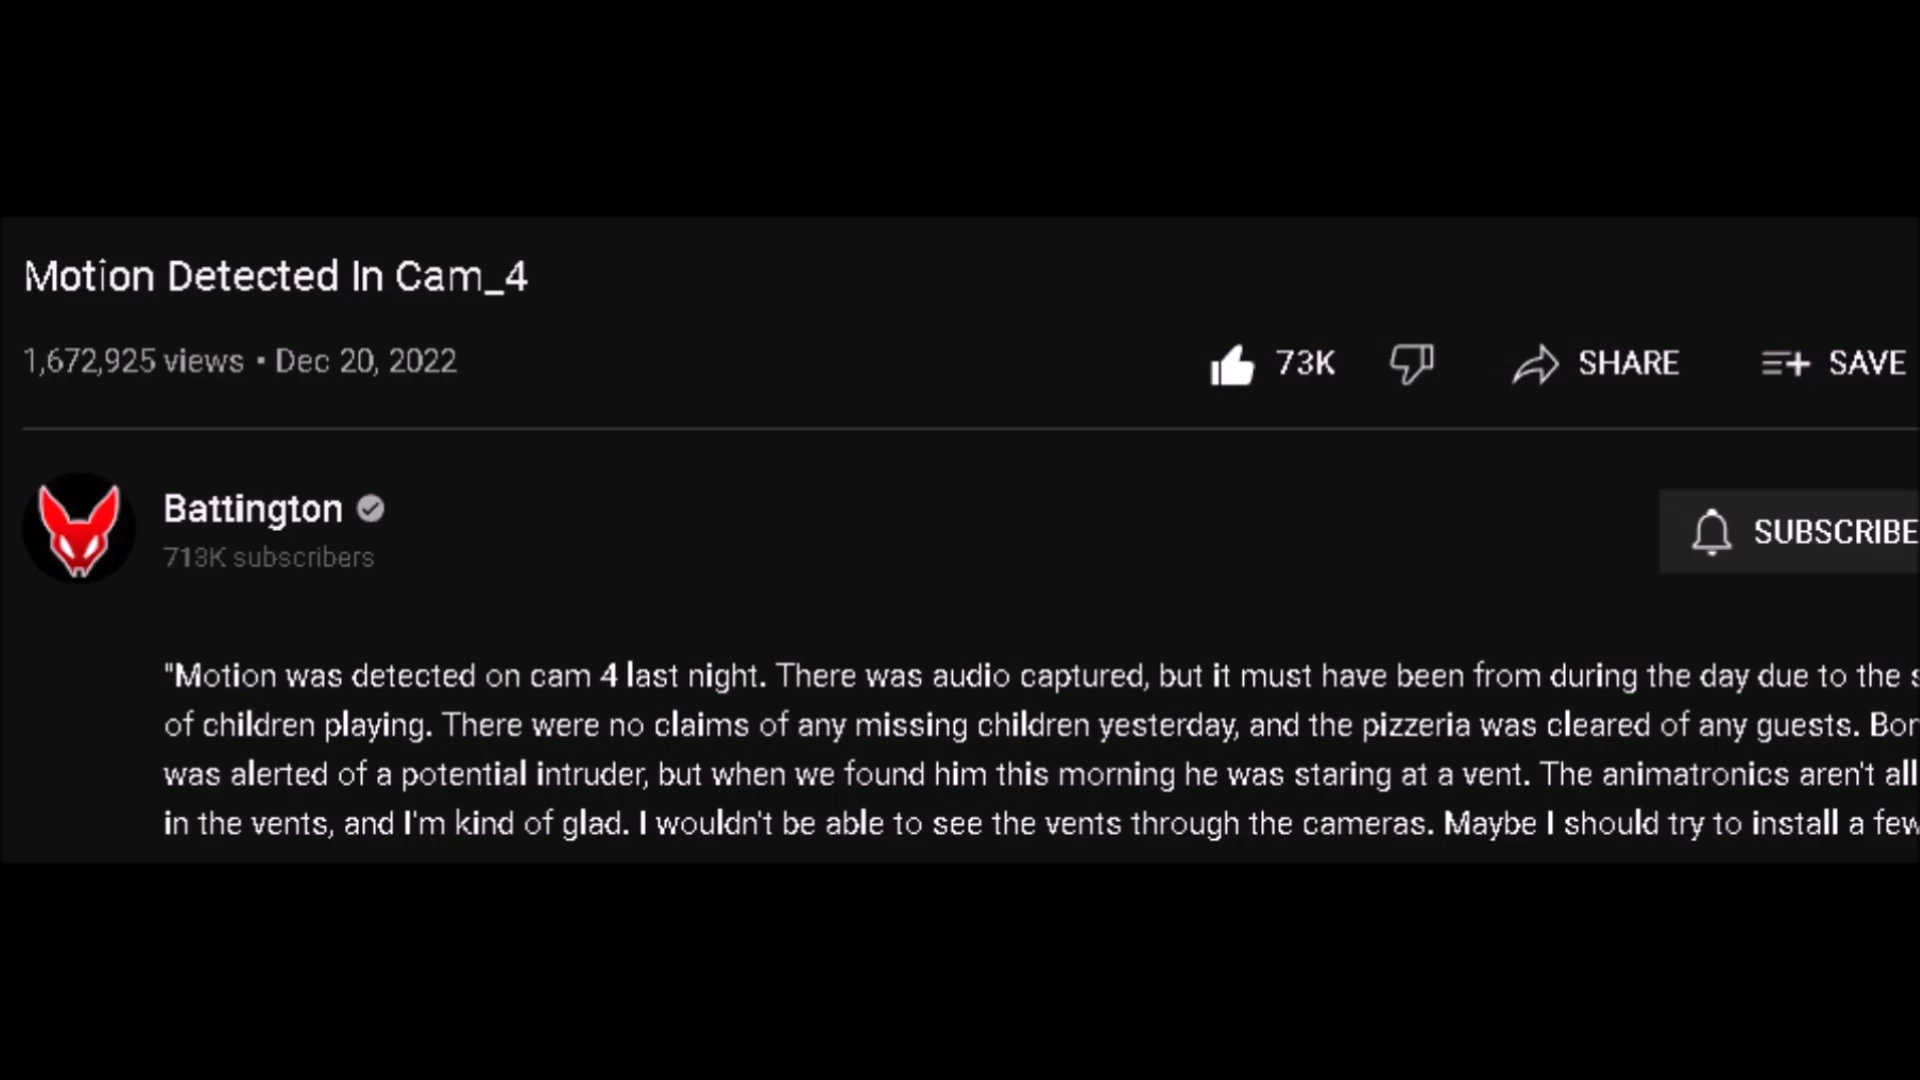 Motion Detected In Cam_4
1,672,925 views • Dec 20, 2022
73K
SHARE
SAVE
Battington
713K subscribers
SUBSCRIBE
"Motion was detected on cam 4 last night. There was audio captured, but it must have been from during the day due to the
of children playing. There were no claims of any missing children yesterday, and the pizzeria was cleared of any guests.
was alerted of a potential intruder, but when we found him this morning he was staring at a vent. The animatronics aren't
in the vents, and I'm kind of glad. I wouldn't be able to see the vents through the cameras. Maybe I should try to install a few